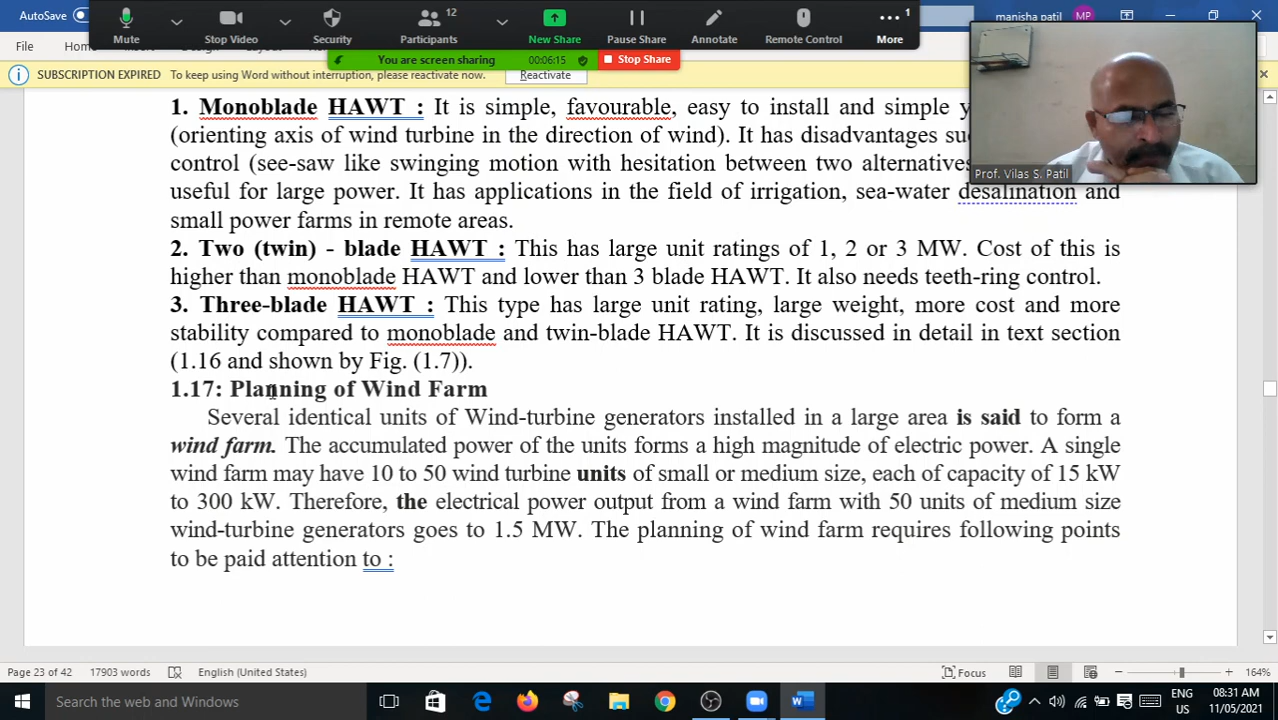 AutoSave
manisha patil MP
Mute Stop Video Security Participants 12 New Share Pause Share Annotate Remote Control More 1
You are screen sharing 00:06:15 Stop Share
File
SUBSCRIPTION EXPIRED To keep using Word without interruption, please reactivate now. Reactivate
1. Monoblade HAWT : It is simple, favourable, easy to install and simple
(orienting axis of wind turbine in the direction of wind). It has disadvantages
control (see-saw like swinging motion with hesitation between two alternatives
useful for large power. It has applications in the field of irrigation, sea-water desalination and
small power farms in remote areas.
2. Two (twin) - blade HAWT : This has large unit ratings of 1, 2 or 3 MW. Cost of this is
higher than monoblade HAWT and lower than 3 blade HAWT. It also needs teeth-ring control.
3. Three-blade HAWT : This type has large unit rating, large weight, more cost and more
stability compared to monoblade and twin-blade HAWT. It is discussed in detail in text section
(1.16 and shown by Fig. (1.7)).
1.17: Planning of Wind Farm
Several identical units of Wind-turbine generators installed in a large area is said to form a
wind farm. The accumulated power of the units forms a high magnitude of electric power. A single
wind farm may have 10 to 50 wind turbine units of small or medium size, each of capacity of 15 kW
to 300 kW. Therefore, the electrical power output from a wind farm with 50 units of medium size
wind-turbine generators goes to 1.5 MW. The planning of wind farm requires following points
to be paid attention to :
Prof. Vilas S. Patil
Page 23 of 42 17903 words English (United States) Focus 164%
Search the web and Windows
ENG 08:31 AM
US 11/05/2021